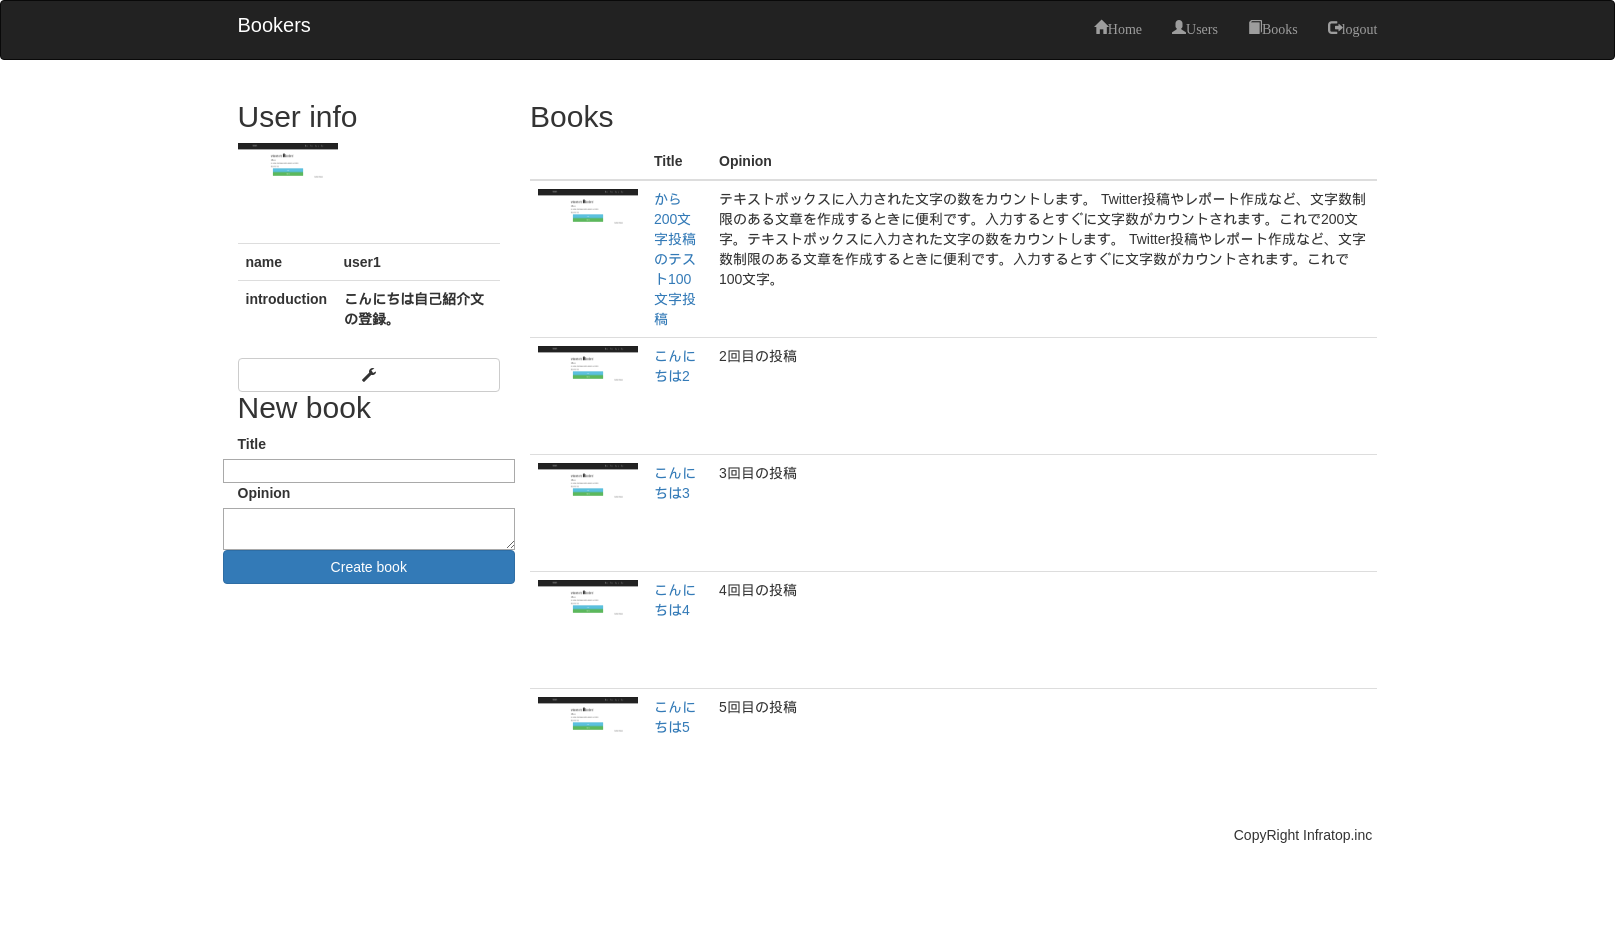 Bookers
Home Users Books logout
User info
name user1
introduction こんにちは自己紹介文
の登録。
New book
Title
Opinion
Create book
Books
Title Opinion
から
200文
字投稿
のテス
ト100
文字投
稿
テキストボックスに入力された文字の数をカウントします。 Twitter投稿やレポート作成など、文字数制
限のある文章を作成するときに便利です。入力するとすぐに文字数がカウントされます。これで200文
字。テキストボックスに入力された文字の数をカウントします。 Twitter投稿やレポート作成など、文字
数制限のある文章を作成するときに便利です。入力するとすぐに文字数がカウントされます。これで
100文字。
こんに
ちは2
2回目の投稿
こんに
ちは3
3回目の投稿
こんに
ちは4
4回目の投稿
こんに
ちは5
5回目の投稿
CopyRight Infratop.inc